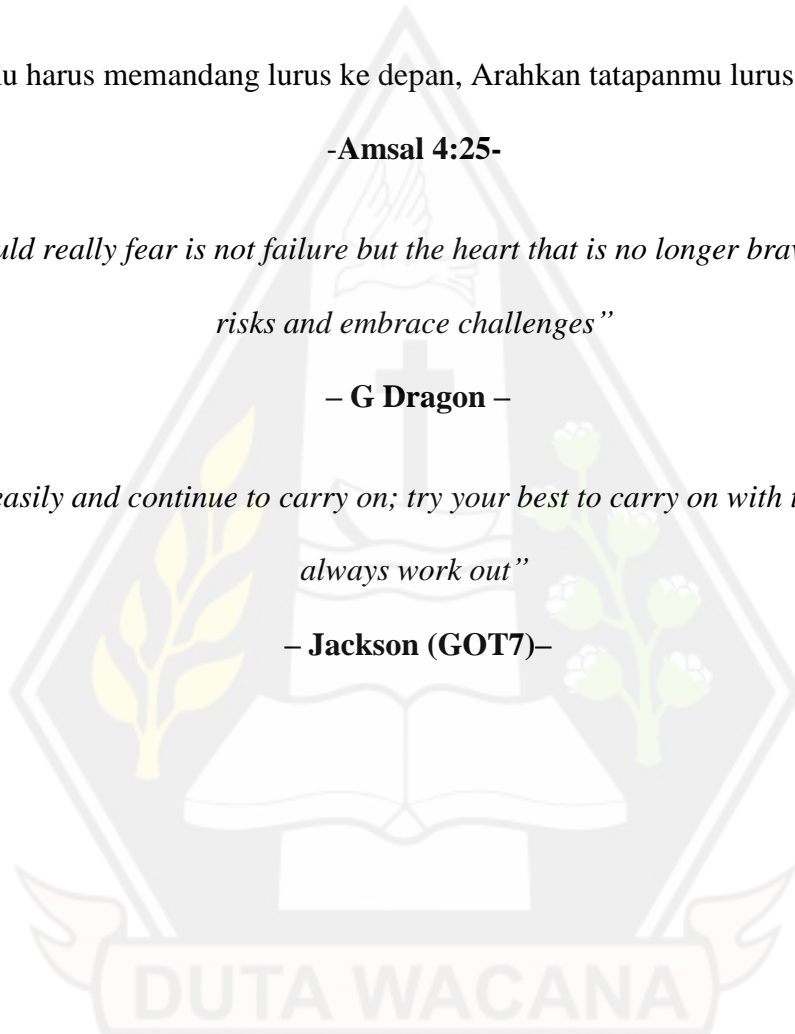 harus memandang lurus ke depan, Arahkan tatapanmu lurus
-Amsal 4:25-
really fear is not failure but the heart that is no longer
risks and embrace challenges”
– G Dragon –
easily and continue to carry on; try your best to carry on with
always work out”
– Jackson (GOT7)–
DUTA WACANA